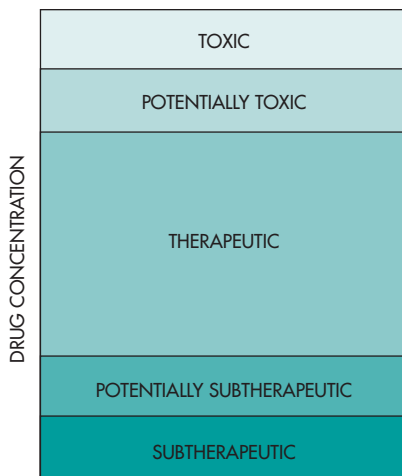 TOXIC
POTENTIALLY TOXIC
THERAPEUTIC
POTENTIALLY SUBTHERAPEUTIC
SUBTHERAPEUTIC
DRUG CONCENTRATION